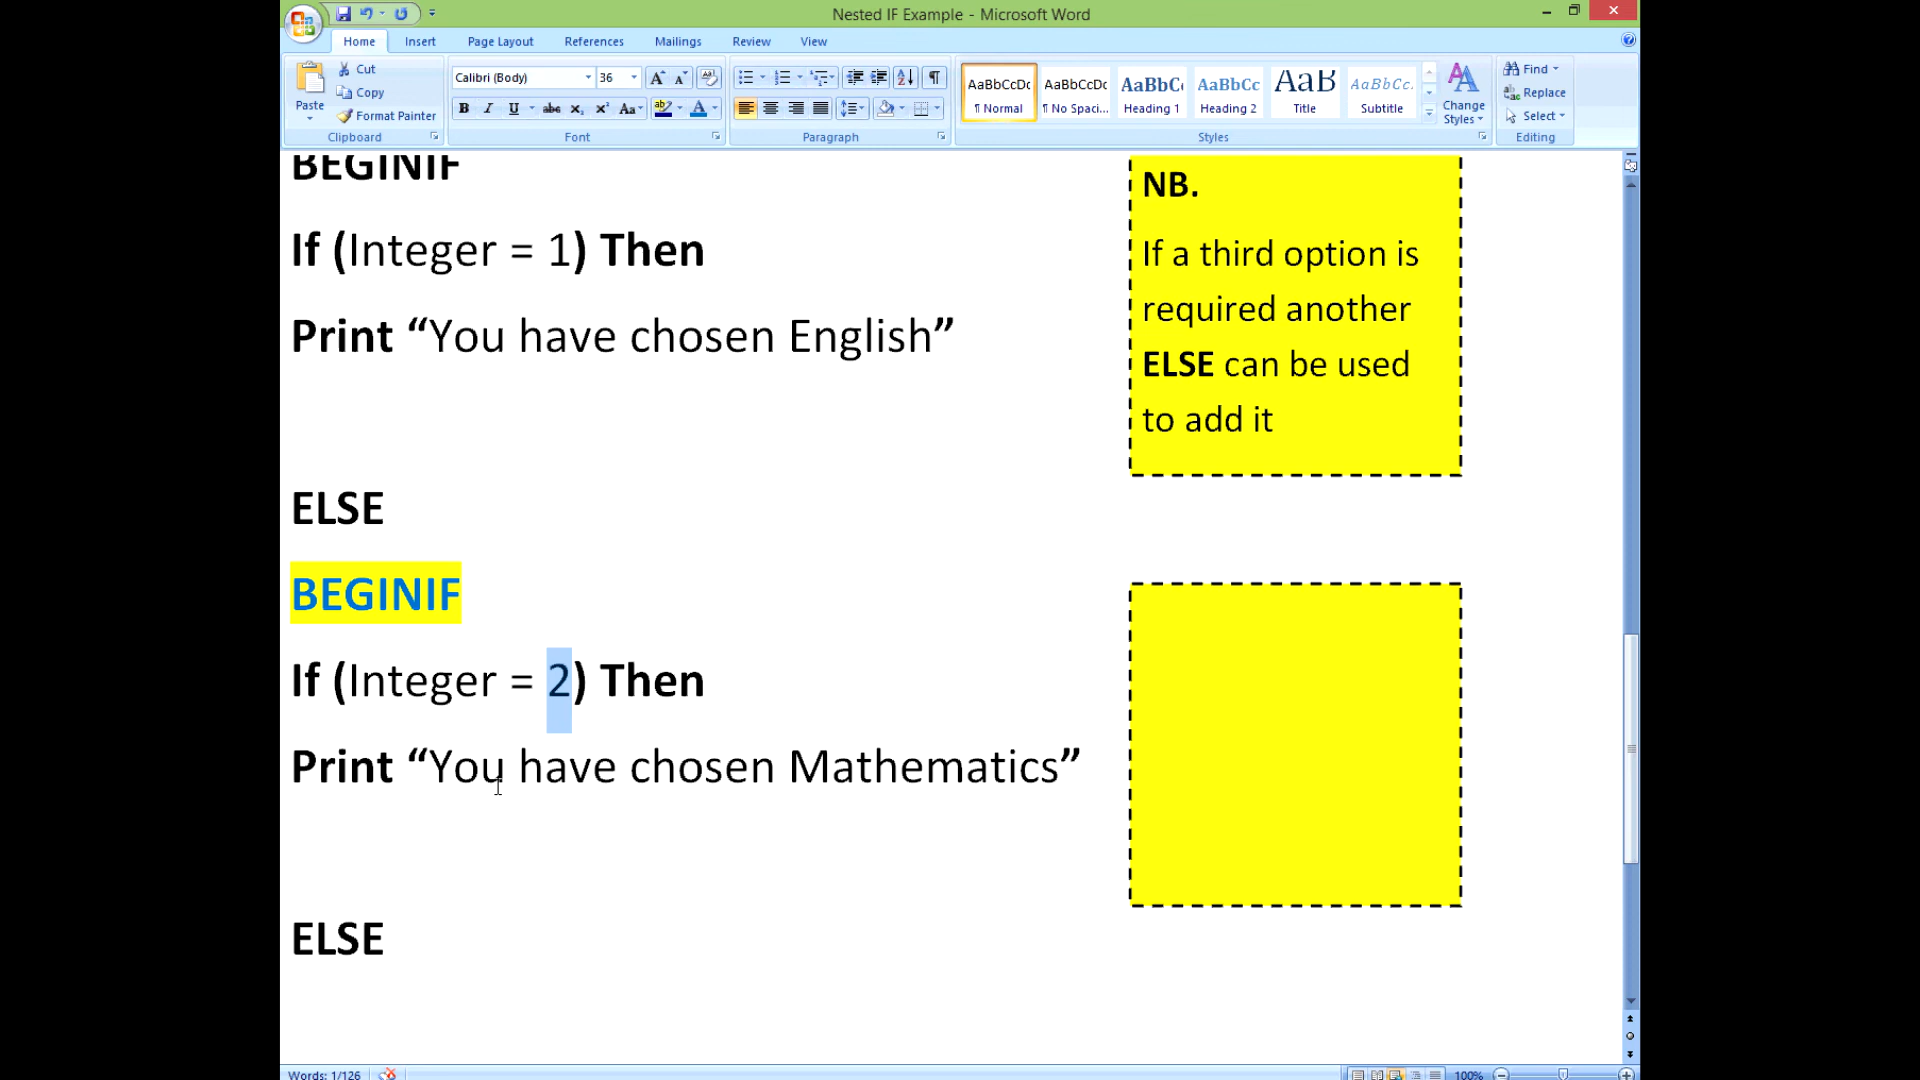 Nested IF Example - Microsoft Word
Home Insert Page Layout References Mailings Review View
Paste
Cut
Copy
Format Painter
Clipboard
Calibri (Body) 36
Font
Paragraph
AaBbCcDc AaBbCcDc AaBbC AaBbCc AaB AaBbCc.
¶ Normal ¶ No Spaci... Heading 1 Heading 2 Title Subtitle
Change
Styles
Styles
Find
Replace
Select
Editing
BEGINIF
If (Integer = 1) Then
Print “You have chosen English”
ELSE
BEGINIF
If (Integer = 2) Then
Print “You have chosen Mathematics”
ELSE
NB.
If a third option is
required another
ELSE can be used
to add it
Words: 1/126
100%